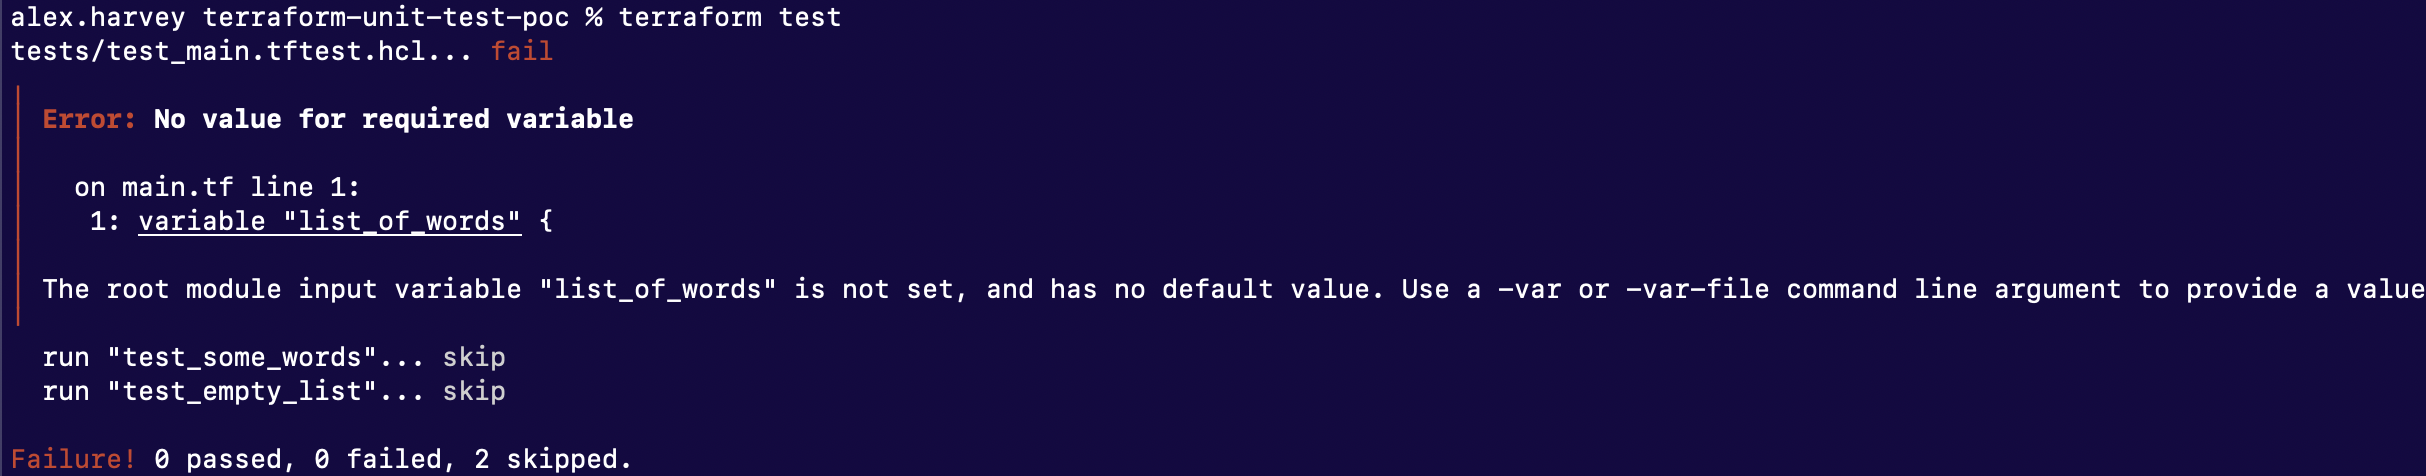 alex.harvey terraform-unit-test-poc % terraform test
tests/test_main.tftest.hcl... fail
Error: No value for required variable
on main.tf line 1:
1: variable "list_of_words" {
The root module input variable "list_of_words" is not set, and has no default value. Use a -var or -var-file command line argument to provide a value
run "test_some_words"... skip
run "test_empty_list"... skip
Failure! 0 passed, 0 failed, 2 skipped.